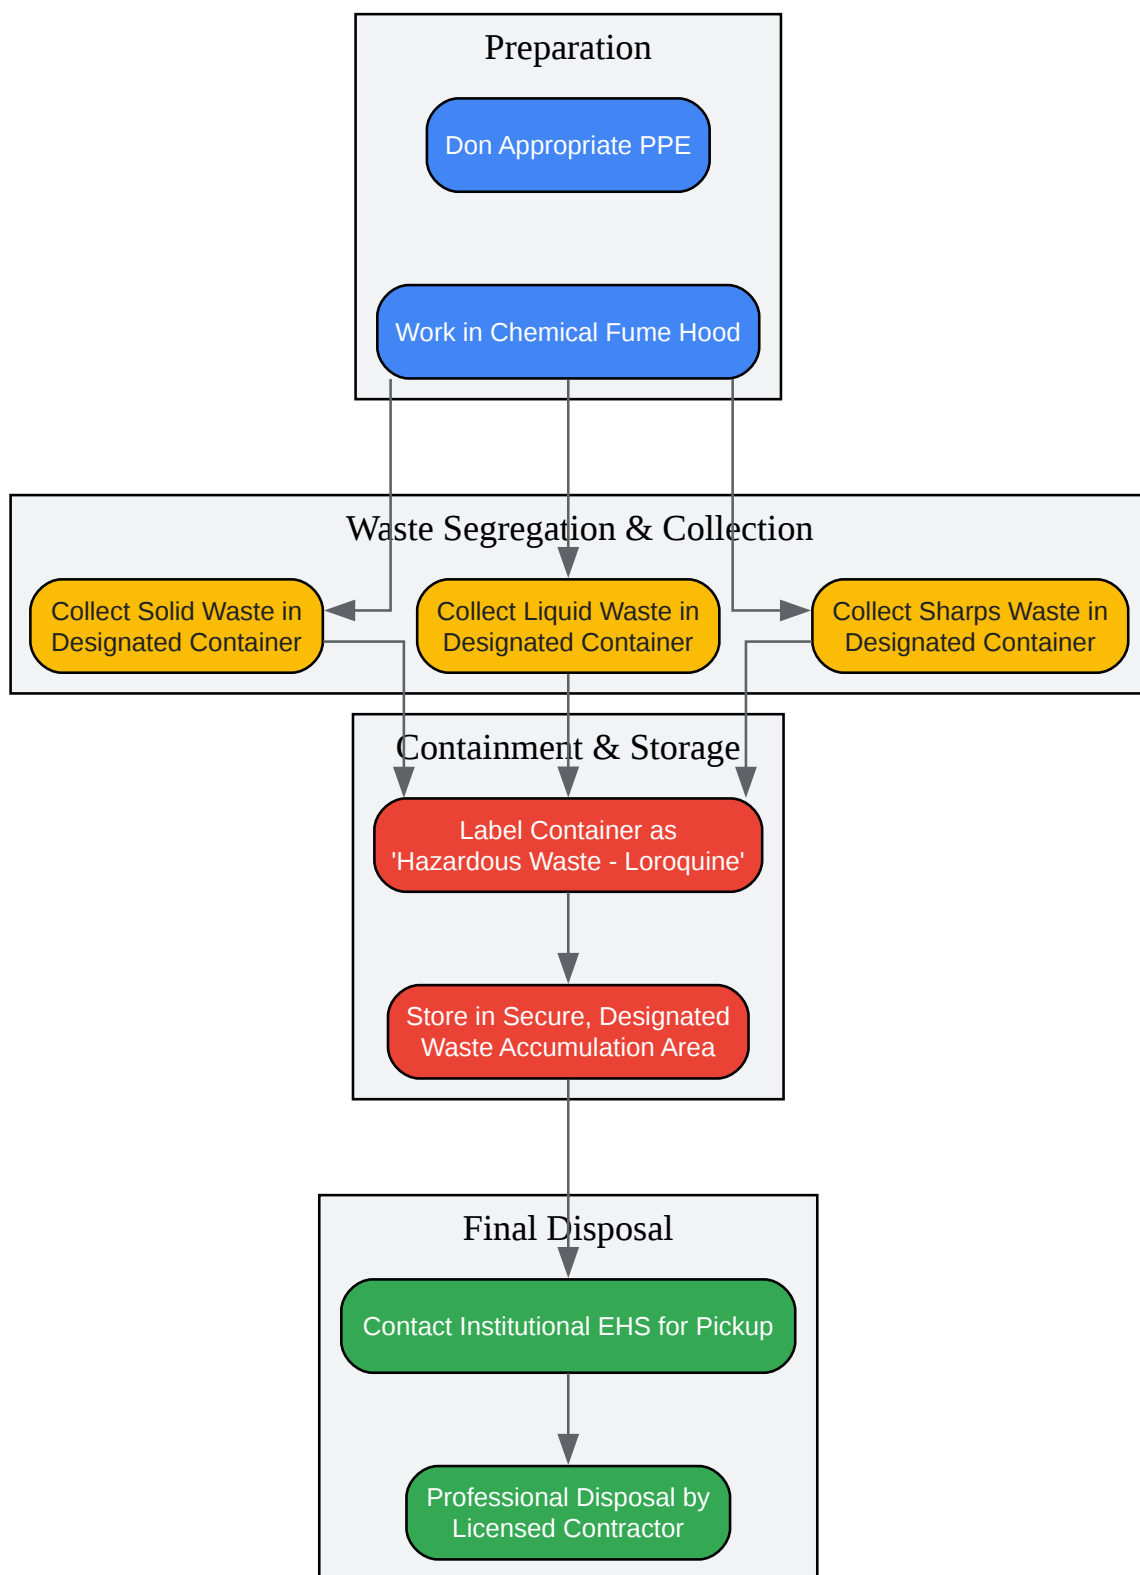 Preparation
Don Appropriate PPE
Work in Chemical Fume Hood
Waste Segregation & Collection
Collect Solid Waste in
Designated Container
Collect Liquid Waste in
Designated Container
Collect Sharps Waste in
Designated Container
Containment & Storage
Label Container as
'Hazardous Waste - Loroquine'
Store in Secure, Designated
Waste Accumulation Area
Final Disposal
Contact Institutional EHS for Pickup
Professional Disposal by
Licensed Contractor